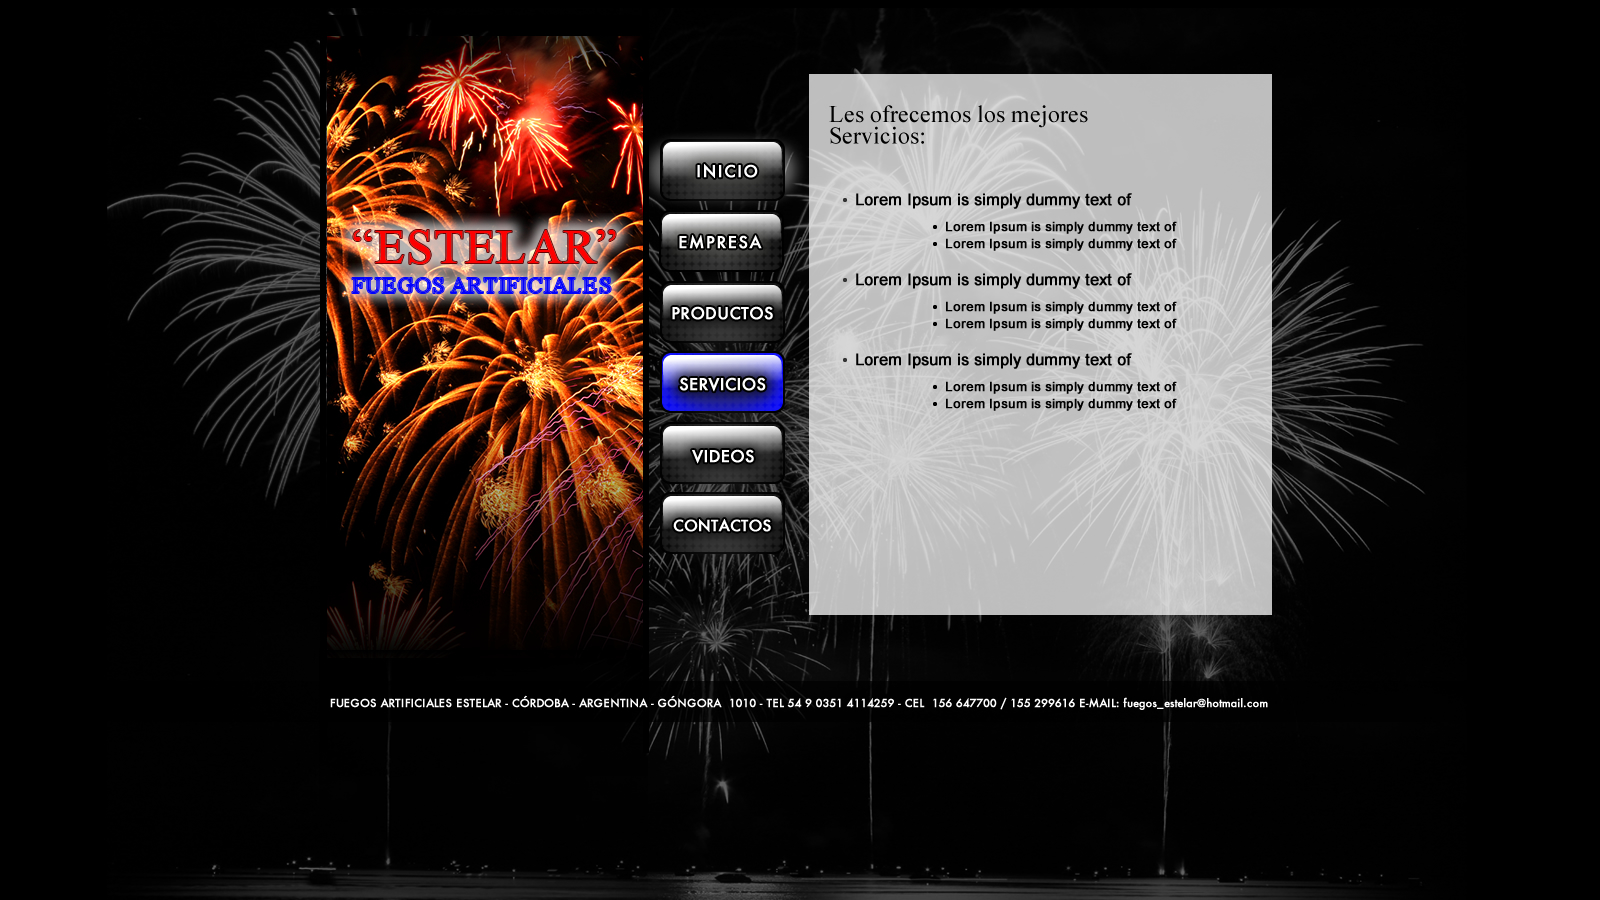 “ESTELAR”
FUEGOS ARTIFICIALES
INICIO
EMPRESA
PRODUCTOS
SERVICIOS
VIDEOS
CONTACTOS
Les ofrecemos los mejores
Servicios:
• Lorem Ipsum is simply dummy text of
• Lorem Ipsum is simply dummy text of
• Lorem Ipsum is simply dummy text of
• Lorem Ipsum is simply dummy text of
• Lorem Ipsum is simply dummy text of
• Lorem Ipsum is simply dummy text of
• Lorem Ipsum is simply dummy text of
• Lorem Ipsum is simply dummy text of
• Lorem Ipsum is simply dummy text of
FUEGOS ARTIFICIALES ESTELAR - CÓRDOBA - ARGENTINA - GÓNGORA 1010 - TEL 54 9 0351 4114259 - CEL 156 647700 / 155 299616 E-MAIL: fuegos_estelar@hotmail.com